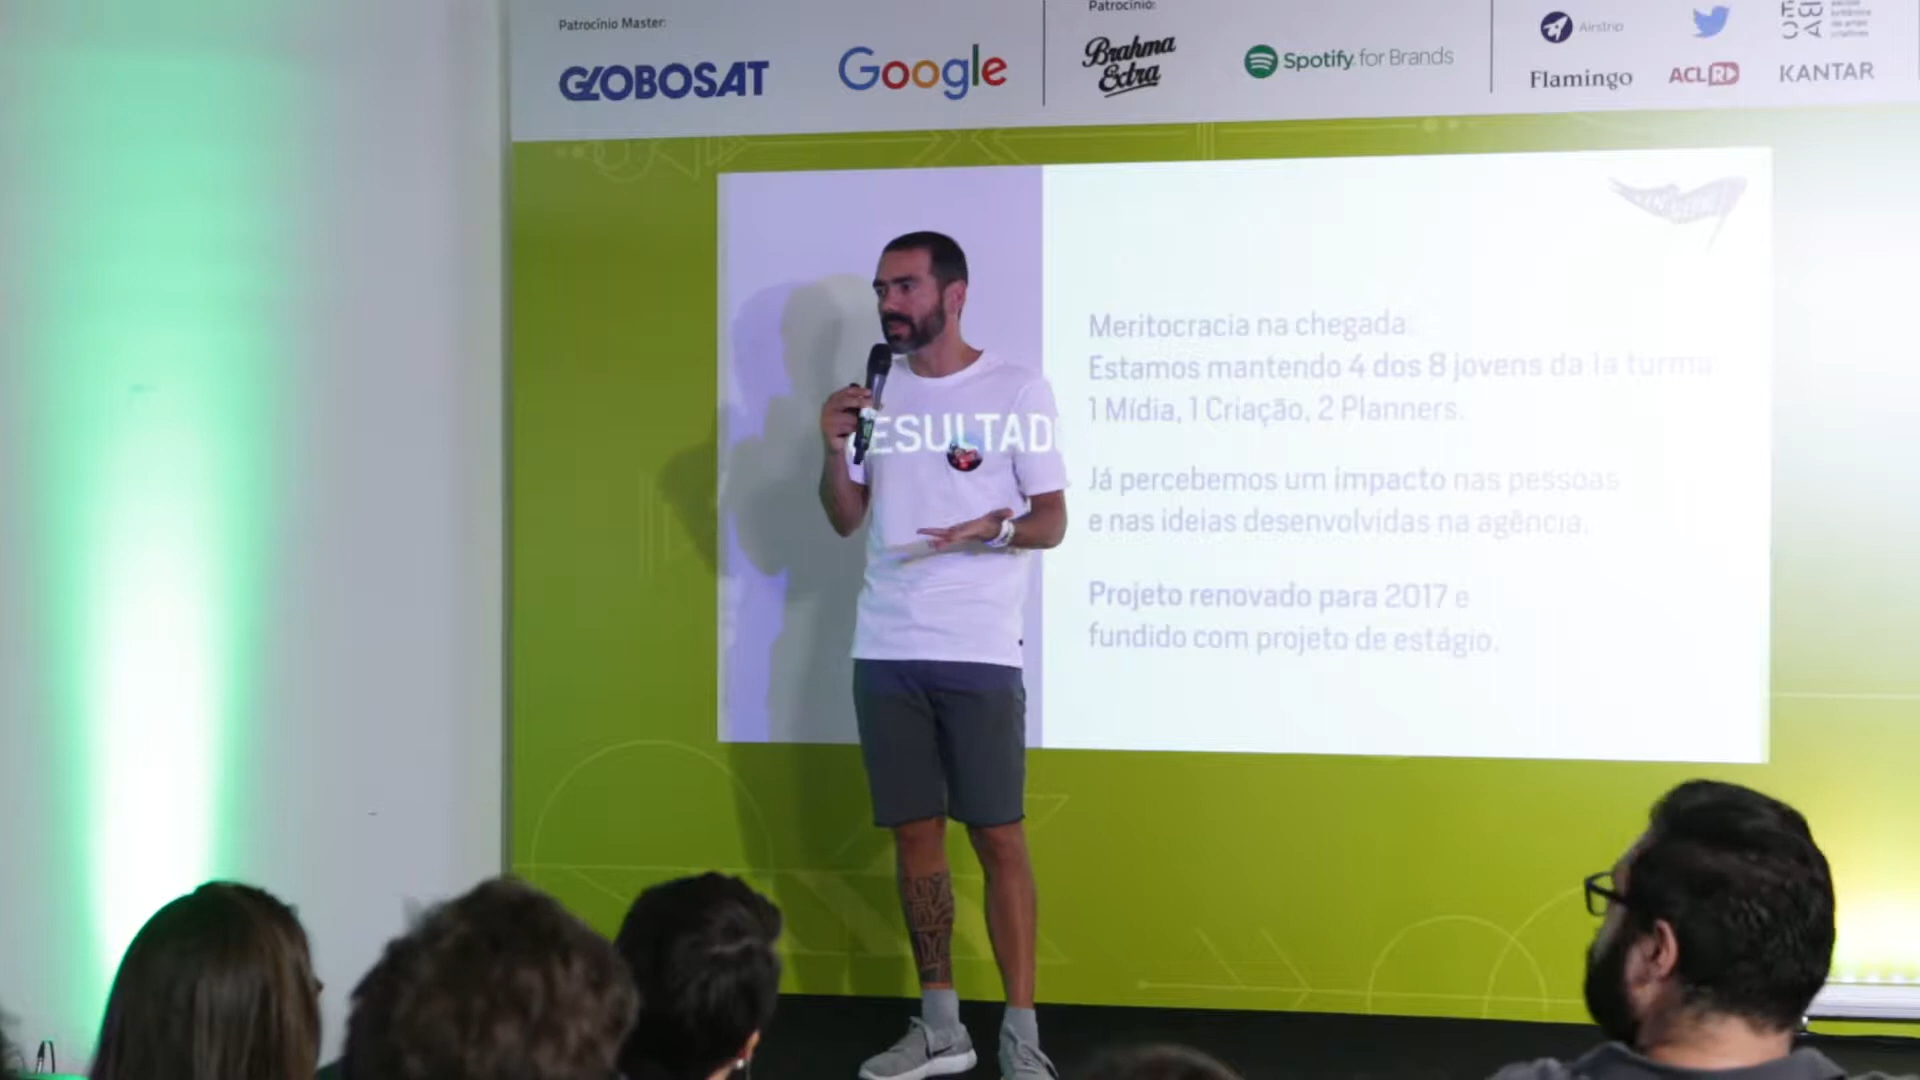 Patrocínio Master:
GLOBOSAT
Google
Patrocínio:
Brahma
Extra
Spotify for Brands
Airstrip
Flamingo
ACLRD
KANTAR
ESULTAD
Meritocracia na chegada.
Estamos mantendo 4 dos 8 jovens da 1a turma
1 Mídia, 1 Criação, 2 Planners.
Já percebemos um impacto nas pessoas
e nas ideias desenvolvidas na agência.
Projeto renovado para 2017 e
fundido com projeto de estágio.